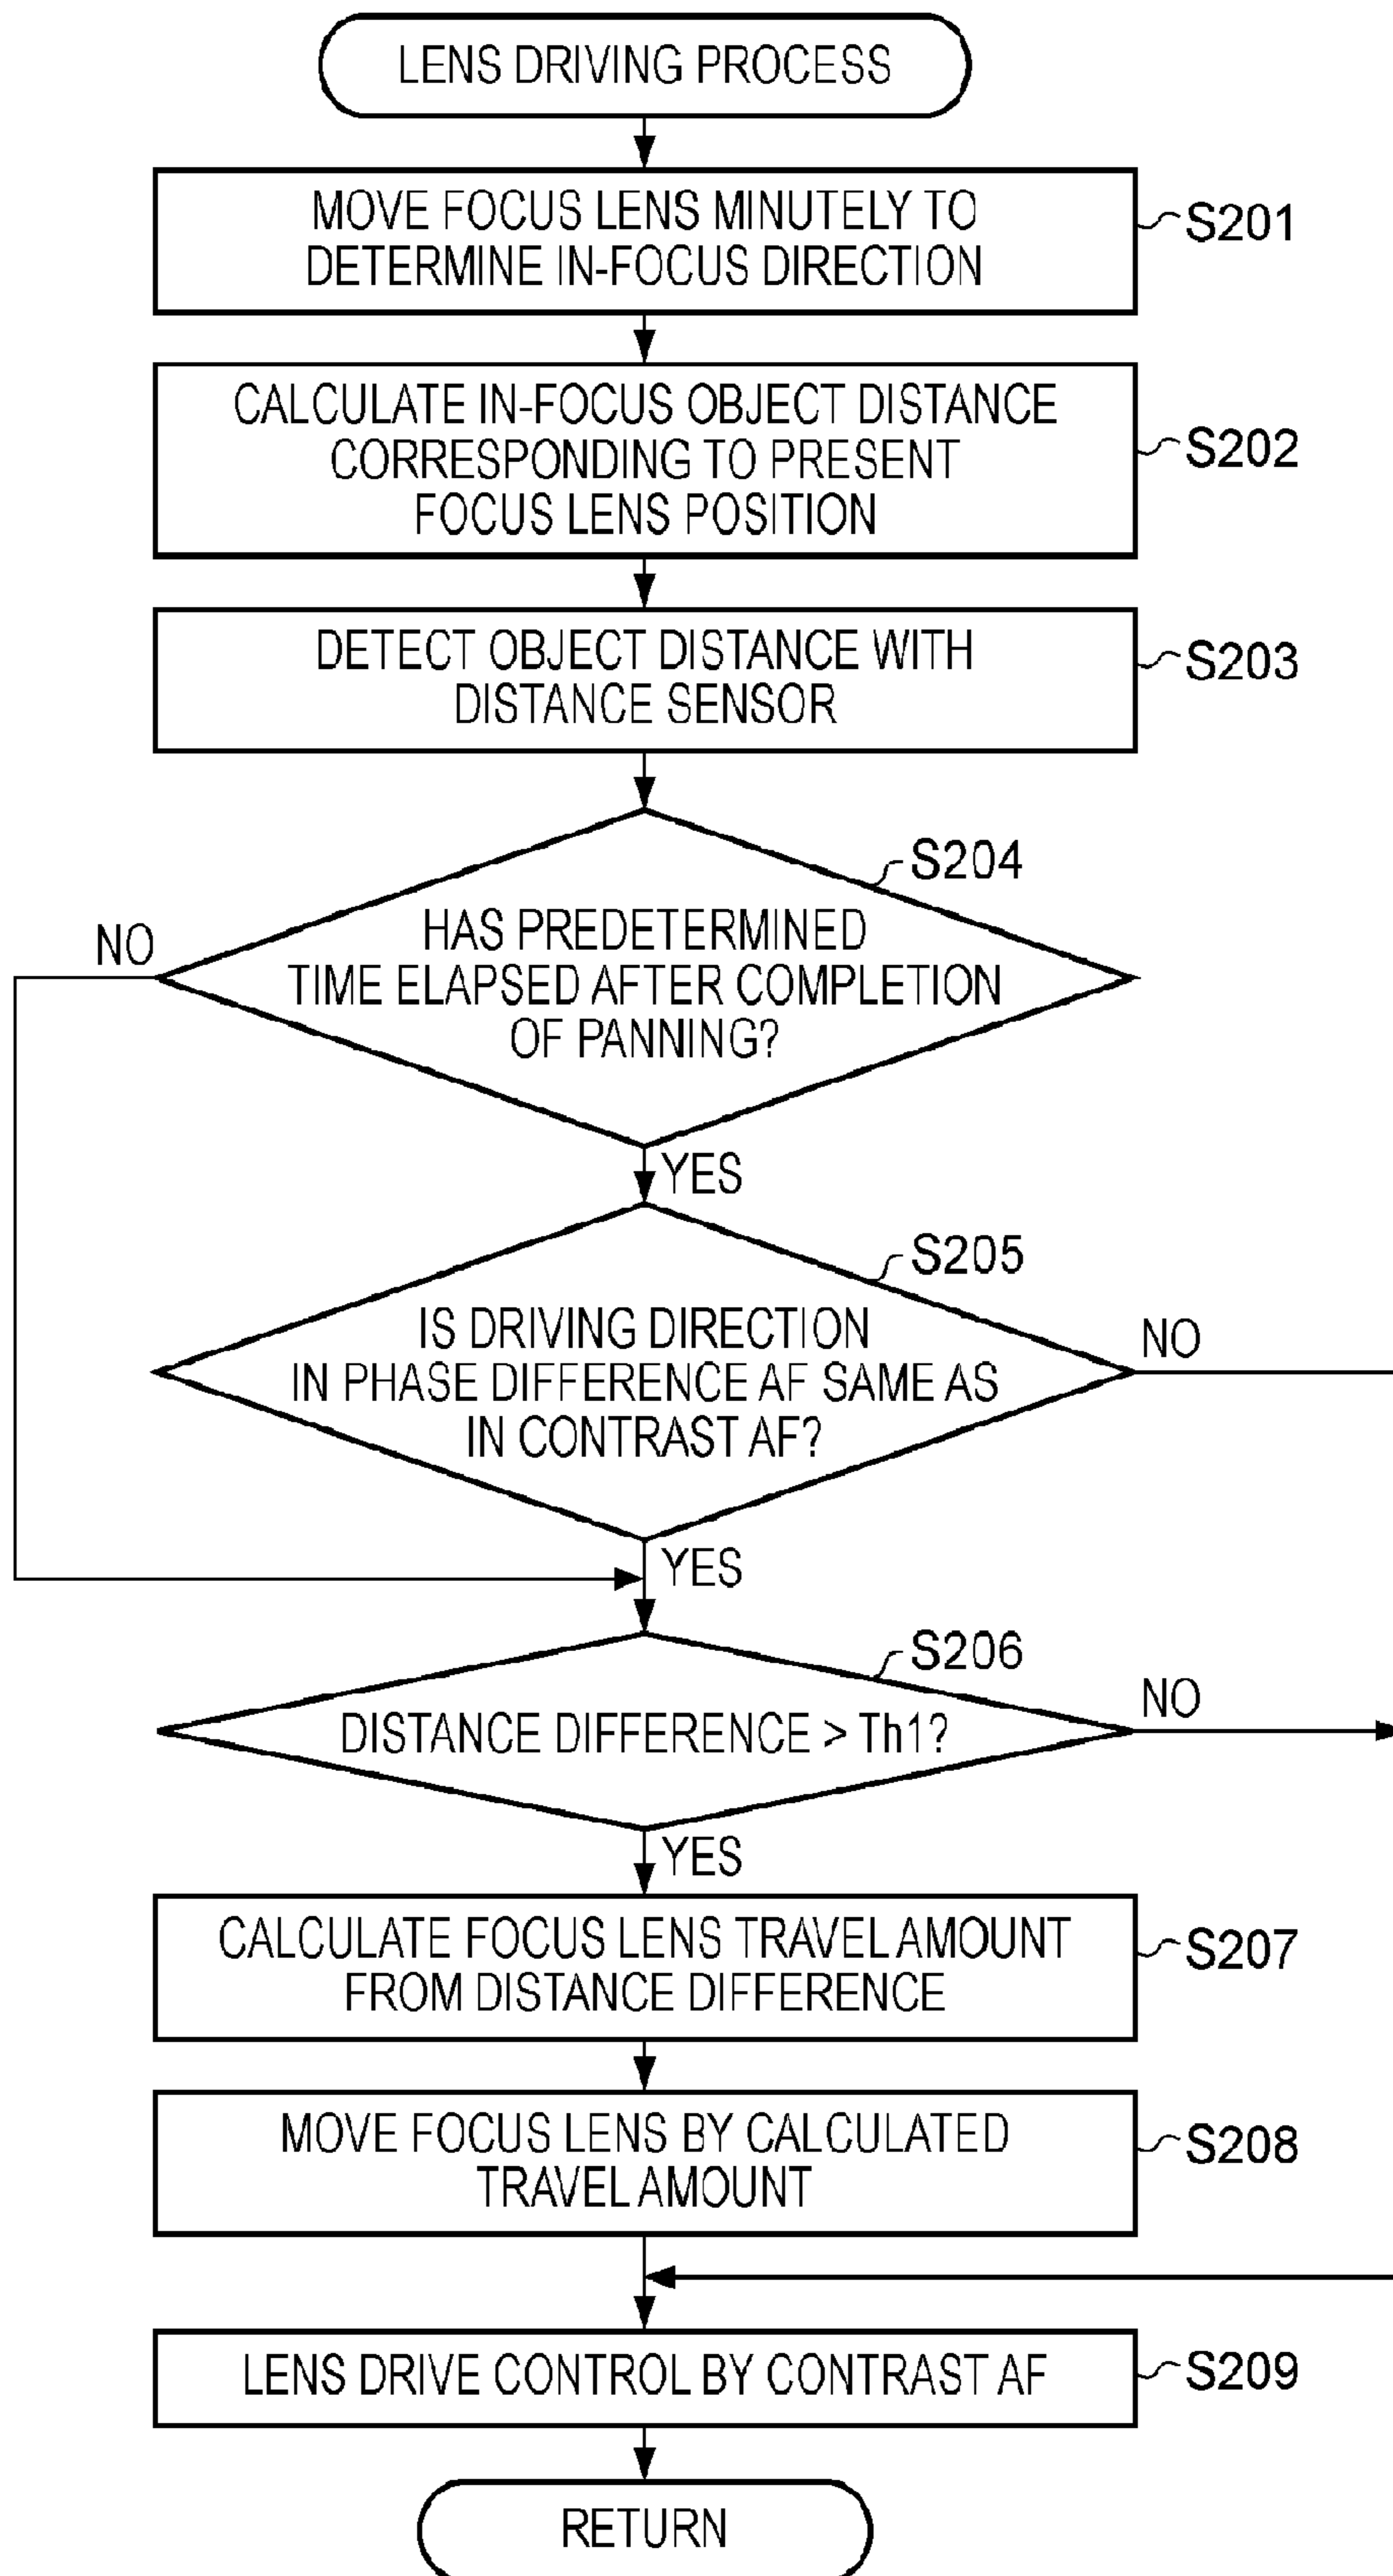 LENS DRIVING PROCESS
MOVE FOCUS LENS MINUTELY TO
DETERMINE IN-FOCUS DIRECTION
S201
CALCULATE IN-FOCUS OBJECT DISTANCE
CORRESPONDING TO PRESENT
FOCUS LENS POSITION
S202
DETECT OBJECT DISTANCE WITH
DISTANCE SENSOR
S203
S204
NO
HAS PREDETERMINED
TIME ELAPSED AFTER COMPLETION
OF PANNING?
YES
S205
IS DRIVING DIRECTION
IN PHASE DIFFERENCE AF SAME AS
IN CONTRAST AF?
NO
YES
S206
DISTANCE DIFFERENCE > Th1?
NO
YES
CALCULATE FOCUS LENS TRAVEL AMOUNT
FROM DISTANCE DIFFERENCE
S207
MOVE FOCUS LENS BY CALCULATED
TRAVEL AMOUNT
S208
LENS DRIVE CONTROL BY CONTRAST AF
S209
RETURN